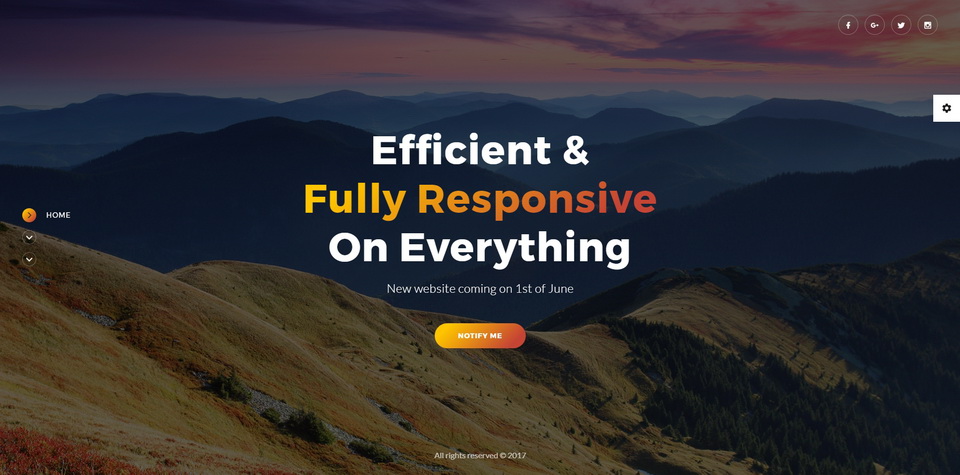 HOME
Efficient &
Fully Responsive
On Everything
New website coming on 1st of June
NOTIFY ME
All rights reserved © 2017